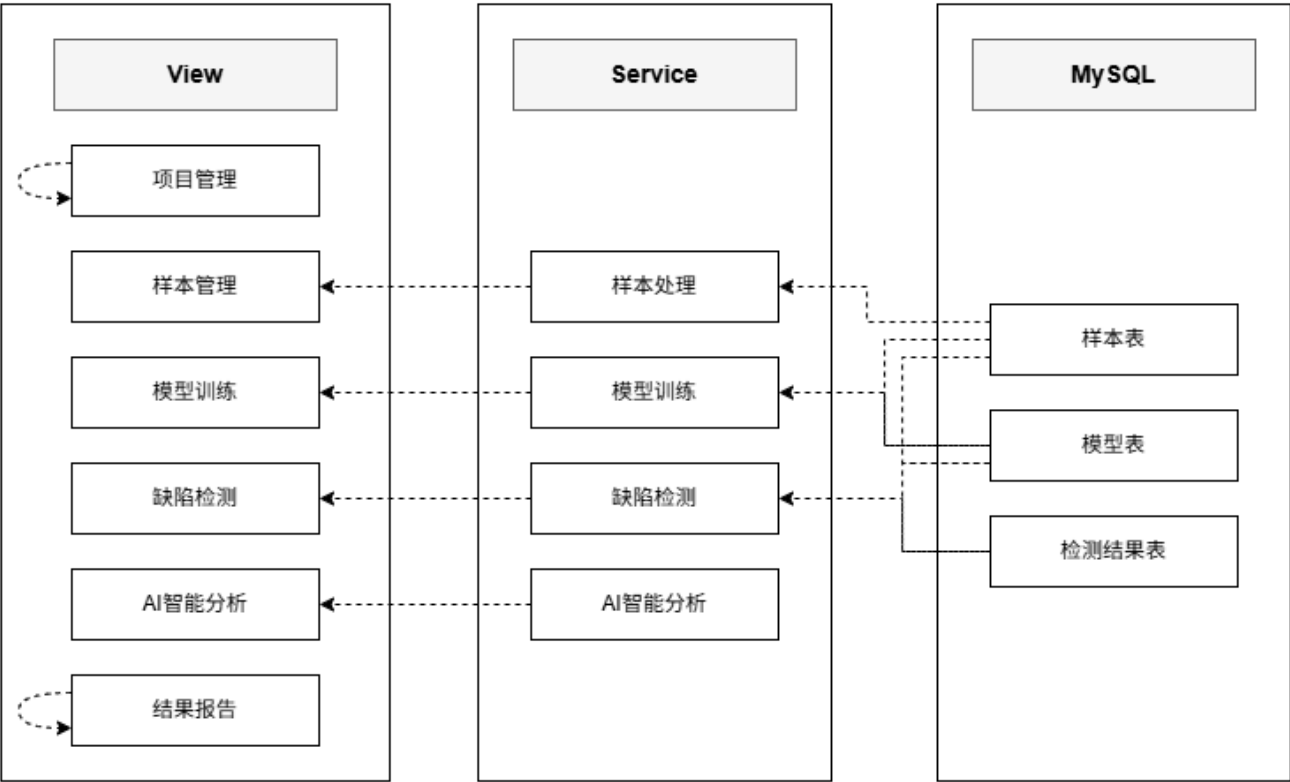 View
项目管理
样本管理
模型训练
缺陷检测
AI智能分析
结果报告
Service
样本处理
模型训练
缺陷检测
AI智能分析
MySQL
样本表
模型表
检测结果表